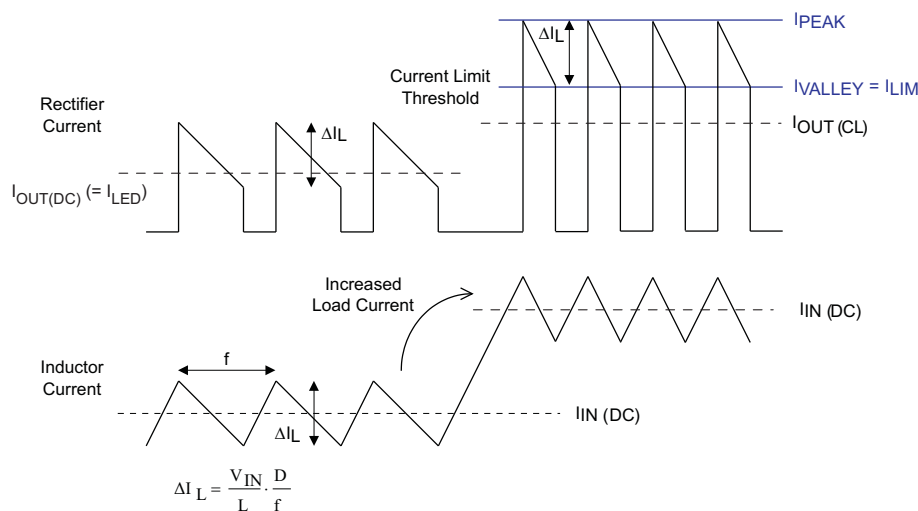 IPEAK
ΔIL
Current Limit
Threshold
IVALLEY = ILIM
Rectifier
Current
ΔIL
IOUT (CL)
IOUT(DC) (= ILED)
Increased
Load Current
IIN (DC)
Inductor
Current
f
IIN (DC)
ΔIL
ΔI L = VIN/L · D/f